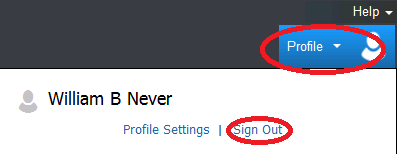 Help
Profile
William B Never
Profile Settings | Sign Out